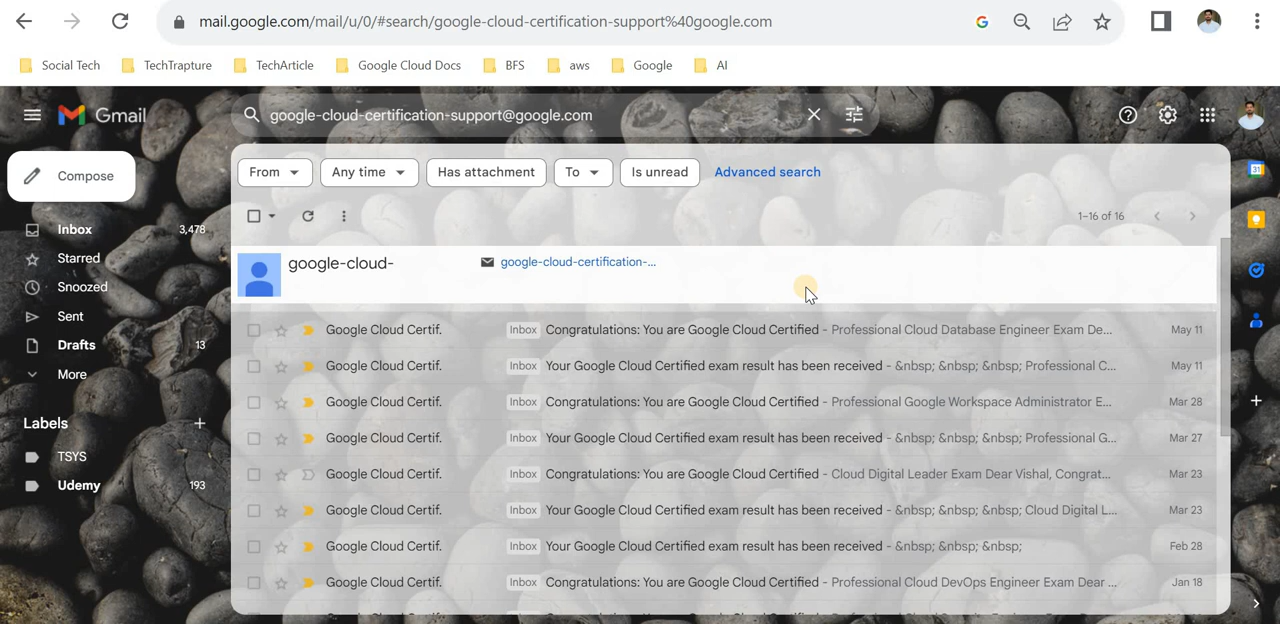 mail.google.com/mail/u/0/#search/google-cloud-certification-support%40google.com
Social Tech TechTrapture TechArticle Google Cloud Docs BFS aws Google AI
Gmail
google-cloud-certification-support@google.com
Compose
From Any time Has attachment To Is unread Advanced search
1–16 of 16
Inbox 3,478
Starred
Snoozed
Sent
Drafts 13
More
Labels
TSYS
Udemy 193
google-cloud- google-cloud-certification-...
Google Cloud Certif. Inbox Congratulations: You are Google Cloud Certified - Professional Cloud Database Engineer Exam De... May 11
Google Cloud Certif. Inbox Your Google Cloud Certified exam result has been received - &nbsp; &nbsp; &nbsp; Professional C... May 11
Google Cloud Certif. Inbox Congratulations: You are Google Cloud Certified - Professional Google Workspace Administrator E... Mar 28
Google Cloud Certif. Inbox Your Google Cloud Certified exam result has been received - &nbsp; &nbsp; &nbsp; Professional G... Mar 27
Google Cloud Certif. Inbox Congratulations: You are Google Cloud Certified - Cloud Digital Leader Exam Dear Vishal, Congrat... Mar 23
Google Cloud Certif. Inbox Your Google Cloud Certified exam result has been received - &nbsp; &nbsp; &nbsp; Cloud Digital L... Mar 23
Google Cloud Certif. Inbox Your Google Cloud Certified exam result has been received - &nbsp; &nbsp; &nbsp; Feb 28
Google Cloud Certif. Inbox Congratulations: You are Google Cloud Certified - Professional Cloud DevOps Engineer Exam Dear ... Jan 18
31